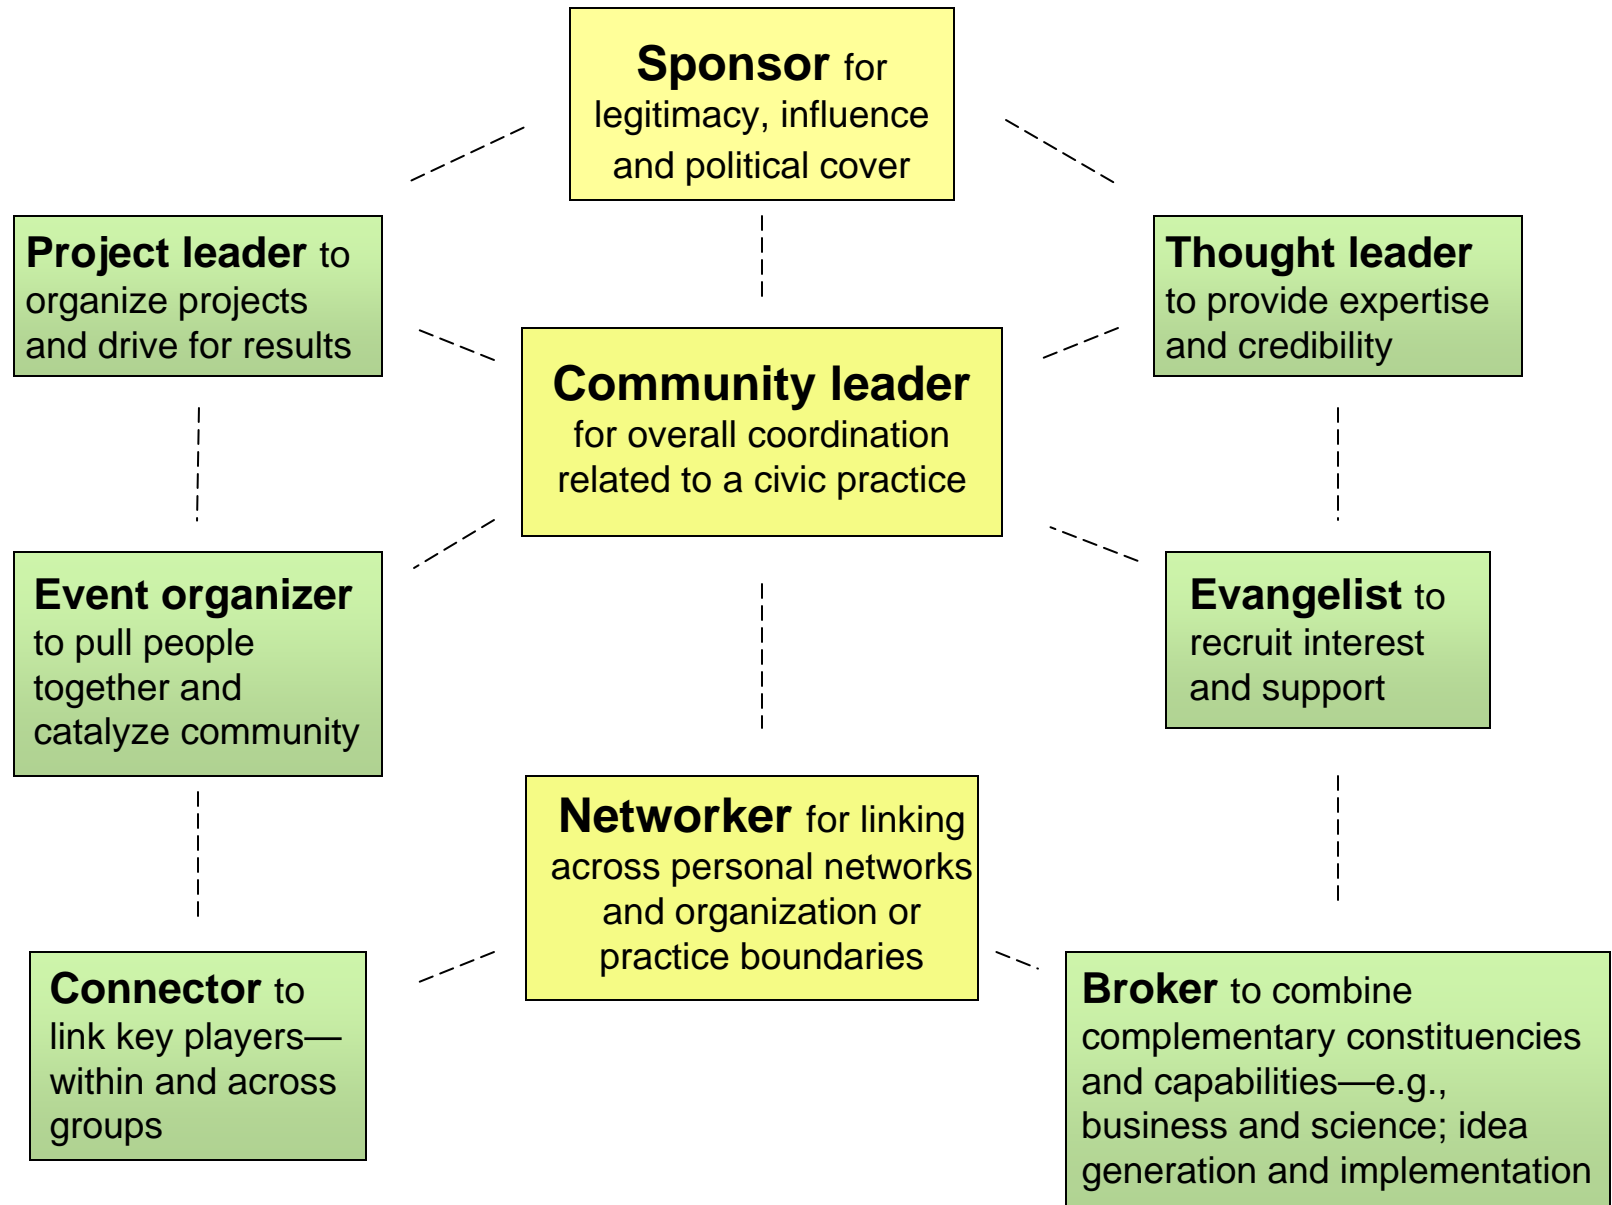 Sponsor for
legitimacy, influence
and political cover
Project leader to
organize projects
and drive for results
Thought leader
to provide expertise
and credibility
Community leader
for overall coordination
related to a civic practice
Event organizer
to pull people
together and
catalyze community
Evangelist to
recruit interest
and support
Networker for linking
across personal networks
and organization or
practice boundaries
Connector to
link key players—
within and across
groups
Broker to combine
complementary constituencies
and capabilities—e.g.,
business and science; idea
generation and implementation